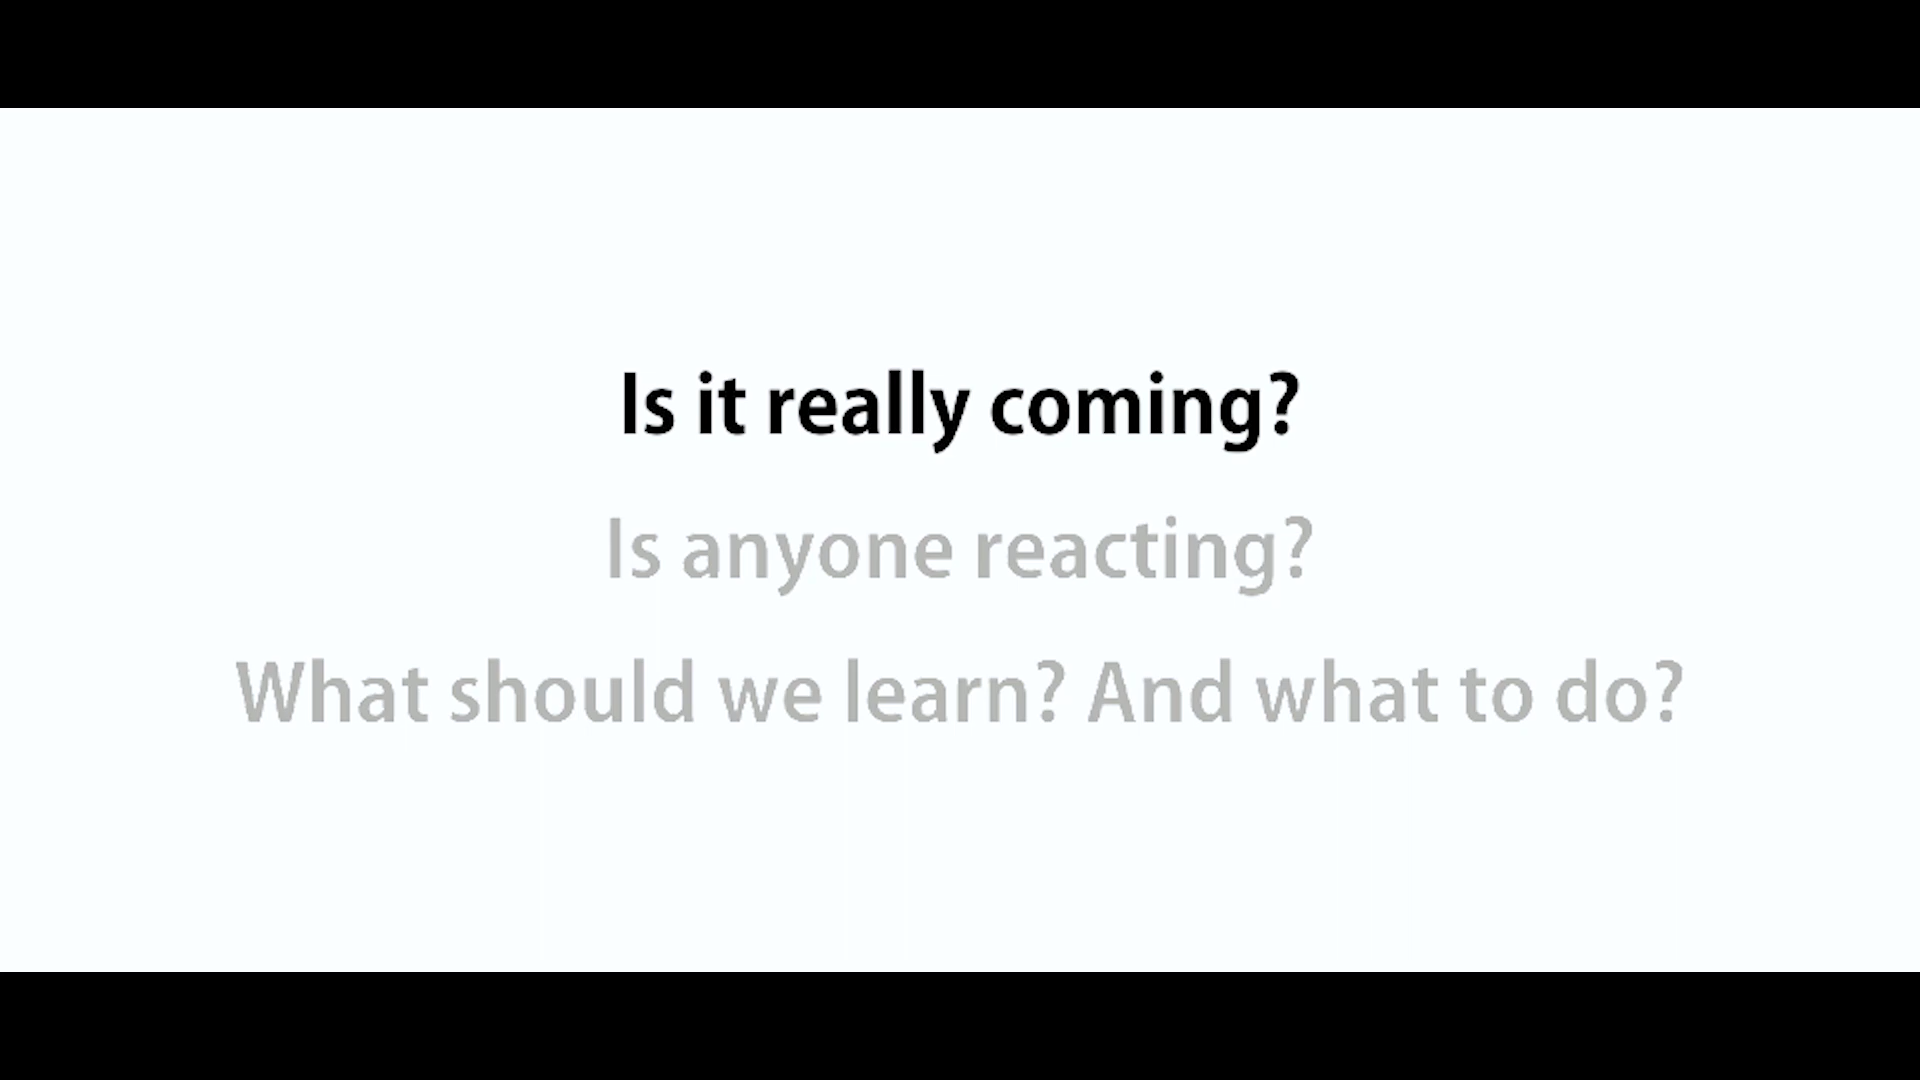 Is it really coming?
Is anyone reacting?
What should we learn? And what to do?